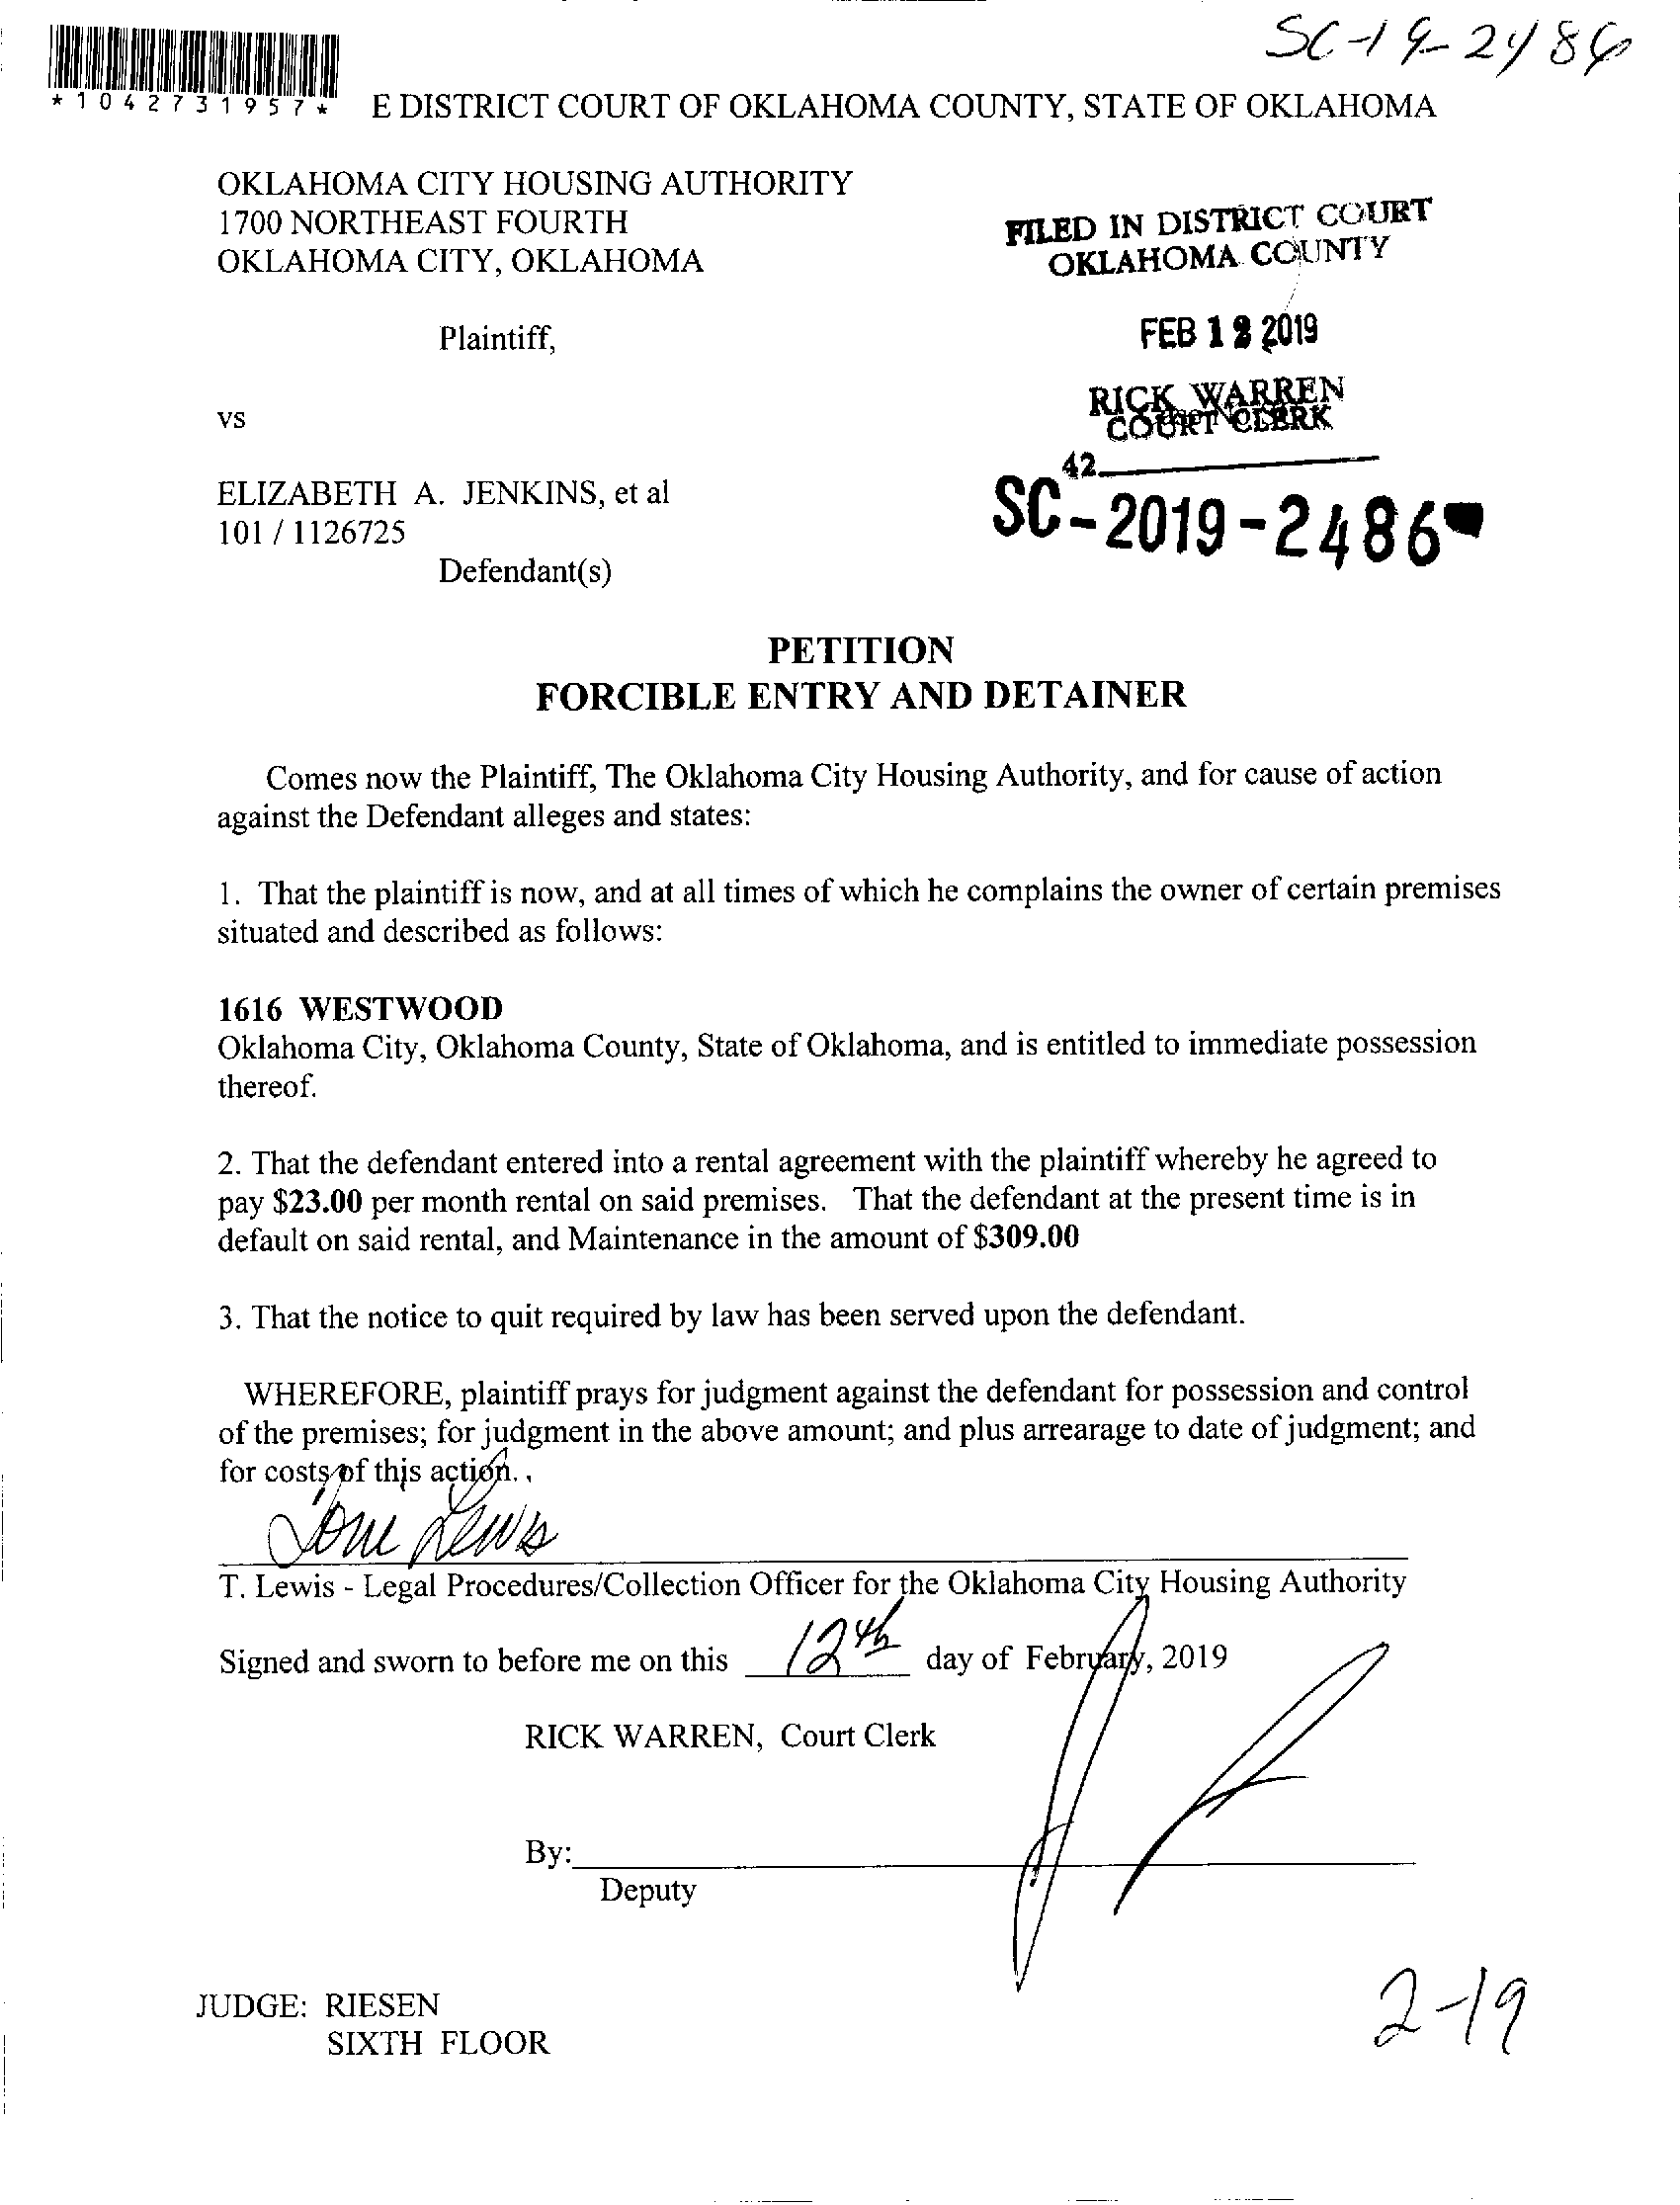 SC-19-2486
*1042731957*
E DISTRICT COURT OF OKLAHOMA COUNTY, STATE OF OKLAHOMA
OKLAHOMA CITY HOUSING AUTHORITY
1700 NORTHEAST FOURTH
OKLAHOMA CITY, OKLAHOMA
Plaintiff,
FILED IN DISTRICT COURT
OKLAHOMA COUNTY
FEB 12 2019
RICK WARREN
COURT CLERK
42
SC-2019-2486
vs
ELIZABETH A. JENKINS, et al
101 / 1126725
Defendant(s)
PETITION
FORCIBLE ENTRY AND DETAINER
Comes now the Plaintiff, The Oklahoma City Housing Authority, and for cause of action
against the Defendant alleges and states:
1. That the plaintiff is now, and at all times of which he complains the owner of certain premises
situated and described as follows:
1616 WESTWOOD
Oklahoma City, Oklahoma County, State of Oklahoma, and is entitled to immediate possession
thereof.
2. That the defendant entered into a rental agreement with the plaintiff whereby he agreed to
pay $23.00 per month rental on said premises. That the defendant at the present time is in
default on said rental, and Maintenance in the amount of $309.00
3. That the notice to quit required by law has been served upon the defendant.
WHEREFORE, plaintiff prays for judgment against the defendant for possession and control
of the premises; for judgment in the above amount; and plus arrearage to date of judgment; and
for costs of this action.
Lewis
T. Lewis - Legal Procedures/Collection Officer for the Oklahoma City Housing Authority
Signed and sworn to before me on this 12th day of February, 2019
RICK WARREN, Court Clerk
By:
Deputy
JUDGE: RIESEN
SIXTH FLOOR
2-19